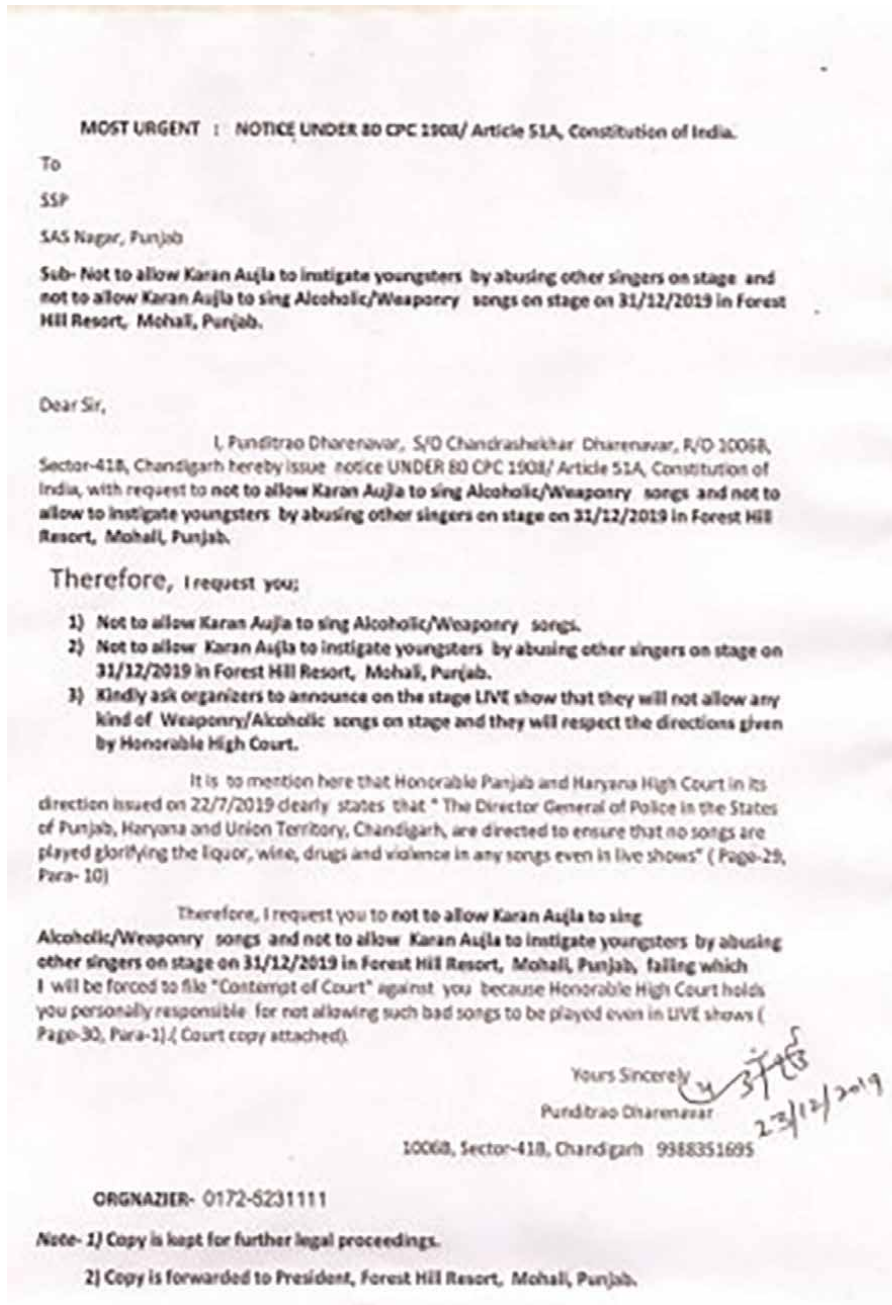 MOST URGENT : NOTICE UNDER 80 CPC 1908/ Article 51A, Constitution of India.
To
SSP
SAS Nagar, Punjab
Sub- Not to allow Karan Aujla to instigate youngsters by abusing other singers on stage and
not to allow Karan Aujla to sing Alcoholic/Weaponry songs on stage on 31/12/2019 in Forest
Hill Resort, Mohali, Punjab.
Dear Sir,
I, Punditrao Dharenavar, S/O Chandrashekhar Dharenavar, R/O 10068,
Sector-41B, Chandigarh hereby issue notice UNDER 80 CPC 1908/ Article 51A, Constitution of
India, with request to not to allow Karan Aujla to sing Alcoholic/Weaponry songs and not to
allow to instigate youngsters by abusing other singers on stage on 31/12/2019 in Forest Hill
Resort, Mohali, Punjab.
Therefore, I request you;
1) Not to allow Karan Aujla to sing Alcoholic/Weaponry songs.
2) Not to allow Karan Aujla to instigate youngsters by abusing other singers on stage on
31/12/2019 in Forest Hill Resort, Mohali, Punjab.
3) Kindly ask organizers to announce on the stage LIVE show that they will not allow any
kind of Weaponry/Alcoholic songs on stage and they will respect the directions given
by Honorable High Court.
It is to mention here that Honorable Panjab and Haryana High Court in its
direction issued on 22/7/2019 clearly states that " The Director General of Police in the States
of Punjab, Haryana and Union Territory, Chandigarh, are directed to ensure that no songs are
played glorifying the liquor, wine, drugs and violence in any songs even in live shows" ( Page-29,
Para- 10)
Therefore, I request you to not to allow Karan Aujla to sing
Alcoholic/Weaponry songs and not to allow Karan Aujla to instigate youngsters by abusing
other singers on stage on 31/12/2019 in Forest Hill Resort, Mohali, Punjab, failing which
I will be forced to file "Contempt of Court" against you because Honorable High Court holds
you personally responsible for not allowing such bad songs to be played even in LIVE shows (
Page-30, Para-1).( Court copy attached).
Yours Sincerely
Punditrao Dharenavar
23/12/2019
10068, Sector-41B, Chandigarh 9988351695
ORGNAZIER- 0172-5231111
Note- 1) Copy is kept for further legal proceedings.
2) Copy is forwarded to President, Forest Hill Resort, Mohali, Punjab.